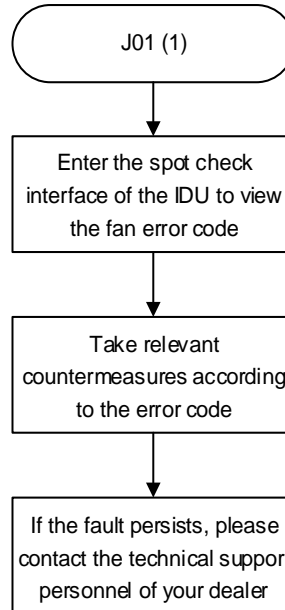 J01 (1)
Enter the spot check
interface of the IDU to view
the fan error code
Take relevant
countermeasures according
to the error code
If the fault persists, please
contact the technical support
personnel of your dealer